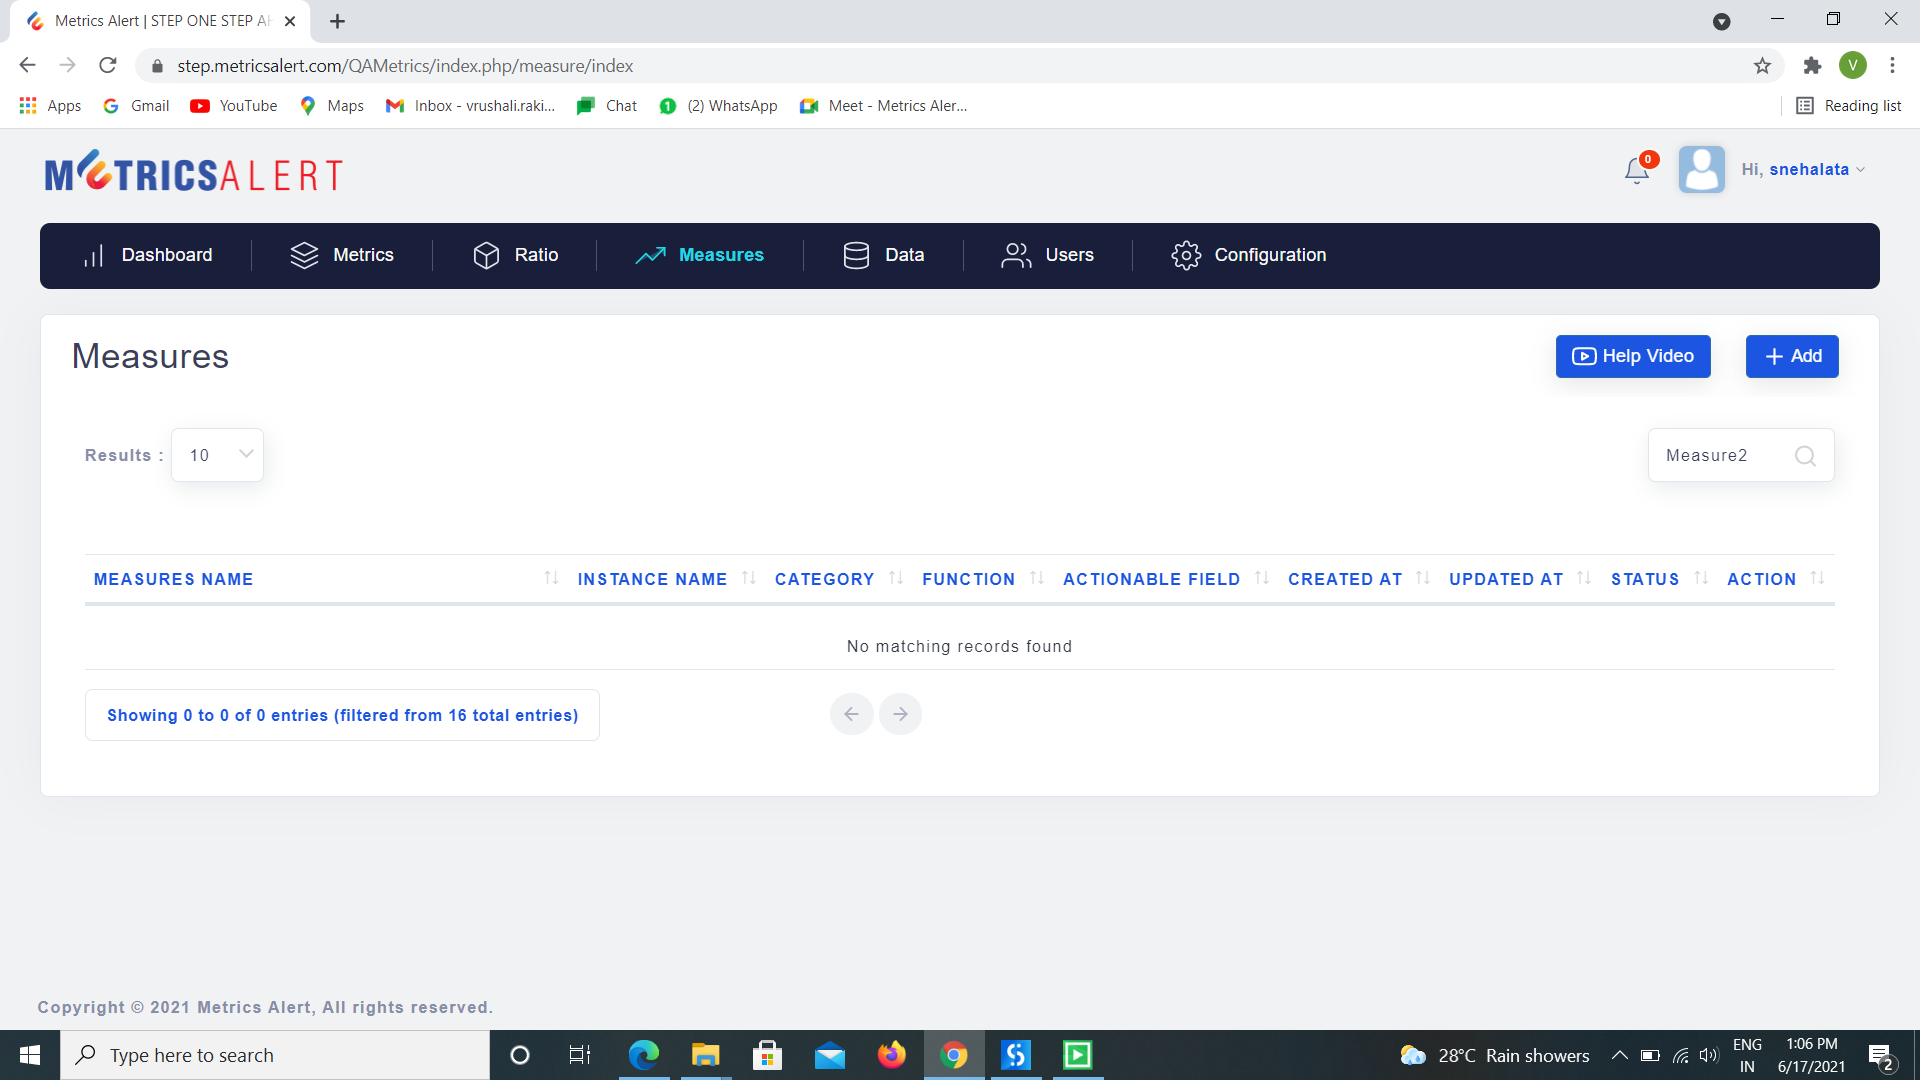 Metrics Alert | STEP ONE STEP AH
step.metricsalert.com/QAMetrics/index.php/measure/index
V
Apps Gmail YouTube Maps Inbox - vrushali.raki... Chat (2) WhatsApp Meet - Metrics Aler... Reading list
METRICSALERT
0
Hi, snehalata
Dashboard Metrics Ratio Measures Data Users Configuration
Measures
Help Video
Add
Results : 10
Measure2
MEASURES NAME INSTANCE NAME CATEGORY FUNCTION ACTIONABLE FIELD CREATED AT UPDATED AT STATUS ACTION
No matching records found
Showing 0 to 0 of 0 entries (filtered from 16 total entries)
Copyright © 2021 Metrics Alert, All rights reserved.
Type here to search
28°C Rain showers
ENG
IN
1:06 PM
6/17/2021
2